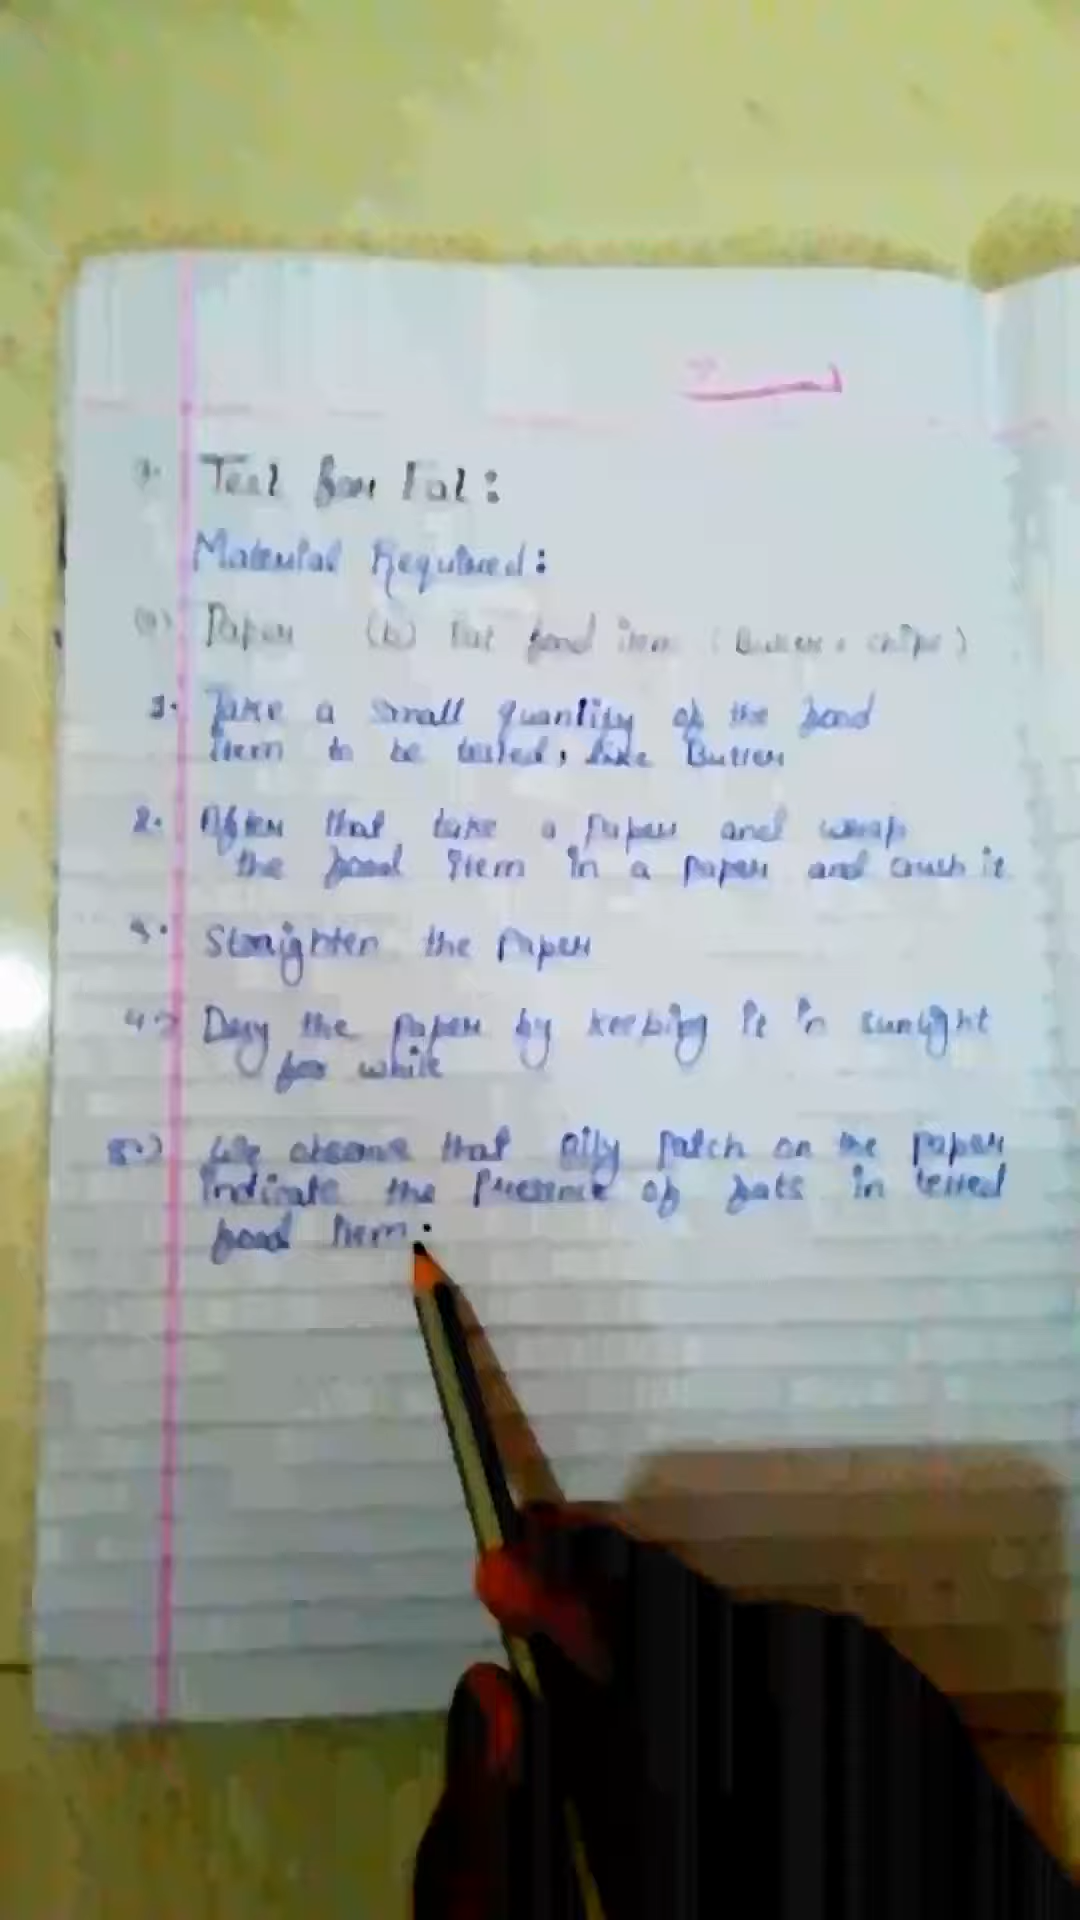 Test for Fat:
Material Required:
(a) Paper (b) Fat food item (Butter, chips)
1. Take a small quantity of the food
item to be tested, like Butter
2. After that take a paper and wrap
the food item in a paper and crush it
3. Straighten the paper
4.) Dry the paper by keeping it in sunlight
for while
5.) We observe that oily patch on the paper
indicate the presence of fats in tested
food item.